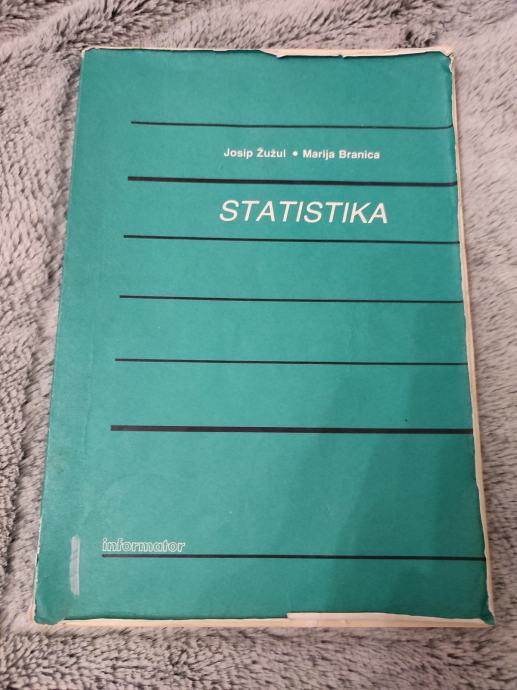 Josip Žužul • Marija Branica
STATISTIKA
informator